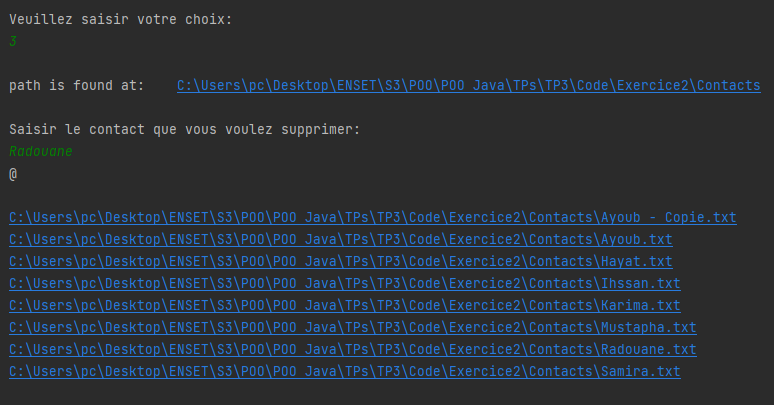 Veuillez saisir votre choix:
3
path is found at:    C:\Users\pc\Desktop\ENSET\S3\POO\POO Java\TPs\TP3\Code\Exercice2\Contacts
Saisir le contact que vous voulez supprimer:
Radouane
@
C:\Users\pc\Desktop\ENSET\S3\POO\POO Java\TPs\TP3\Code\Exercice2\Contacts\Ayoub - Copie.txt
C:\Users\pc\Desktop\ENSET\S3\POO\POO Java\TPs\TP3\Code\Exercice2\Contacts\Ayoub.txt
C:\Users\pc\Desktop\ENSET\S3\POO\POO Java\TPs\TP3\Code\Exercice2\Contacts\Hayat.txt
C:\Users\pc\Desktop\ENSET\S3\POO\POO Java\TPs\TP3\Code\Exercice2\Contacts\Ihssan.txt
C:\Users\pc\Desktop\ENSET\S3\POO\POO Java\TPs\TP3\Code\Exercice2\Contacts\Karima.txt
C:\Users\pc\Desktop\ENSET\S3\POO\POO Java\TPs\TP3\Code\Exercice2\Contacts\Mustapha.txt
C:\Users\pc\Desktop\ENSET\S3\POO\POO Java\TPs\TP3\Code\Exercice2\Contacts\Radouane.txt
C:\Users\pc\Desktop\ENSET\S3\POO\POO Java\TPs\TP3\Code\Exercice2\Contacts\Samira.txt